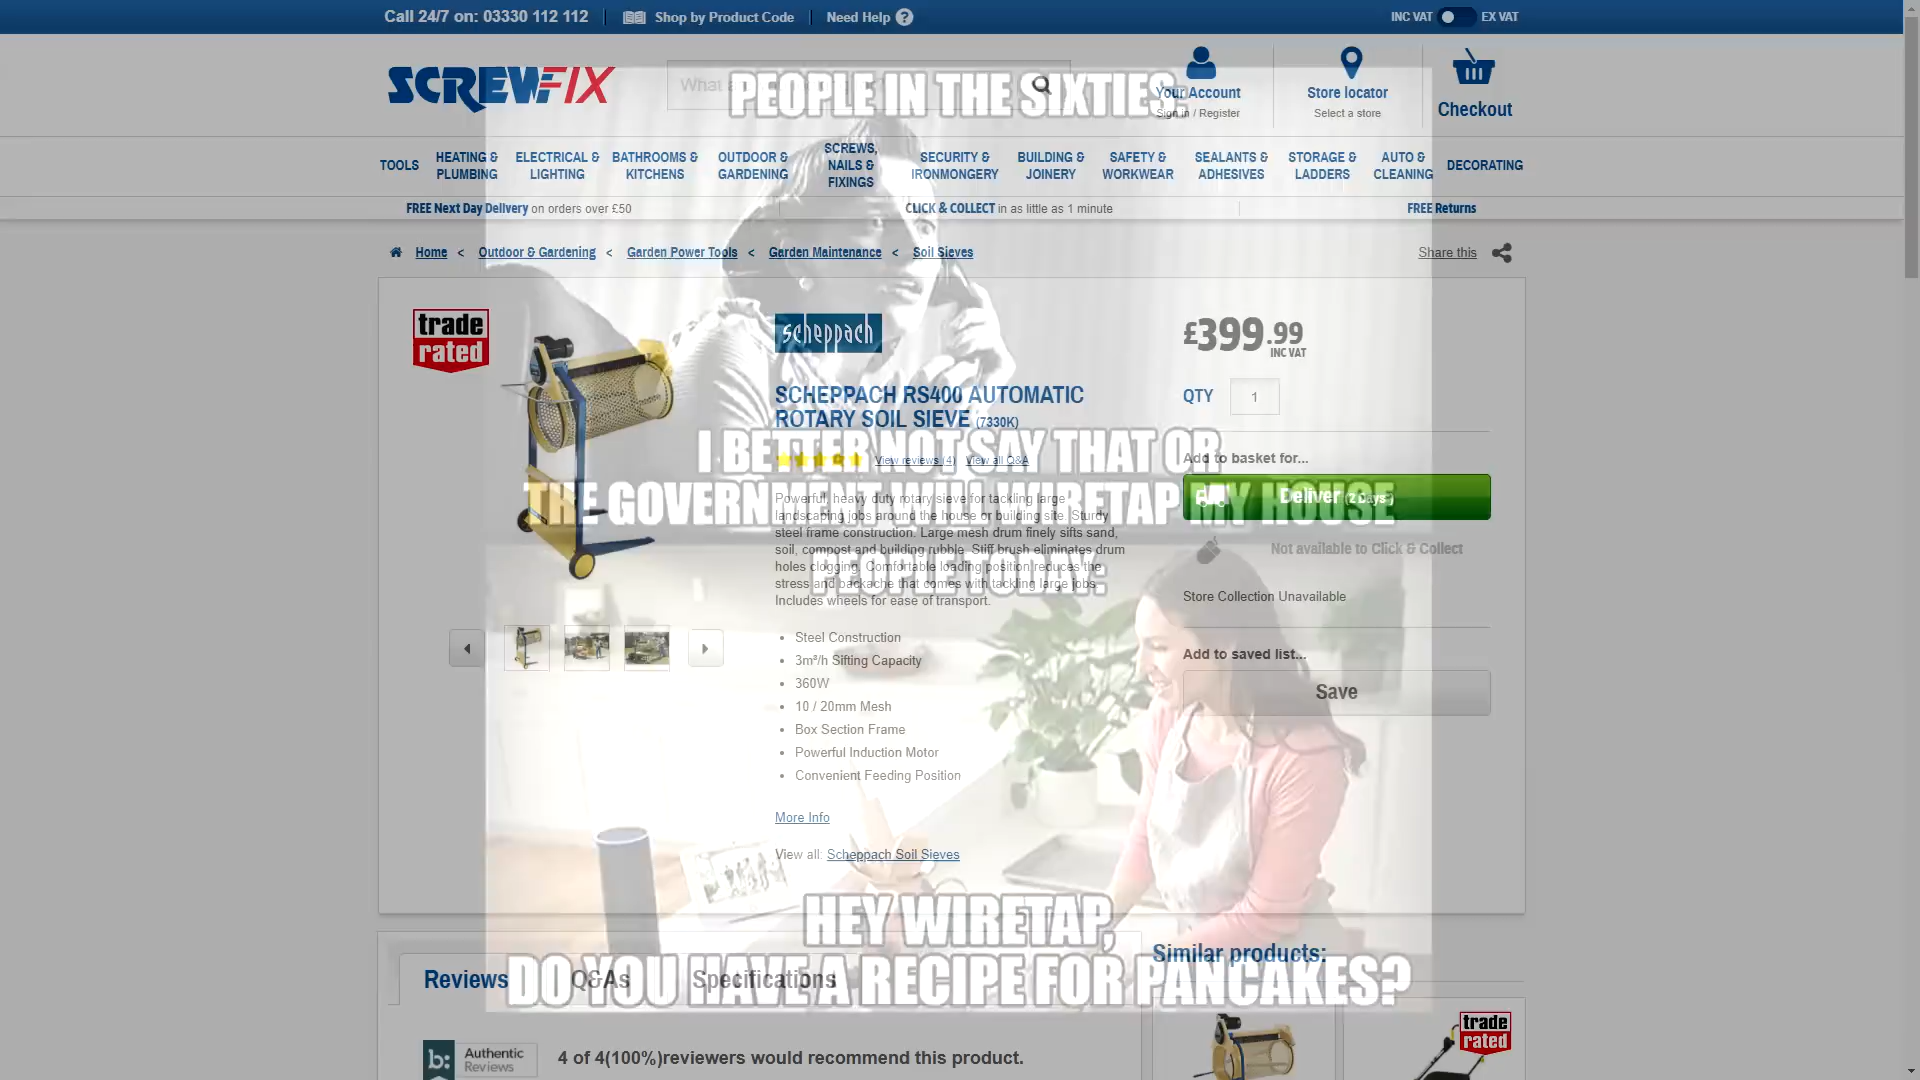 Call 24/7 on: 03330 112 112
Shop by Product Code
Need Help ?
INC VAT
EX VAT
SCREWFIX
What a
Your Account
Sign in / Register
Store locator
Select a store
Checkout
PEOPLE IN THE SIXTIES:
TOOLS
HEATING &
PLUMBING
ELECTRICAL &
LIGHTING
BATHROOMS &
KITCHENS
OUTDOOR &
GARDENING
SCREWS,
NAILS &
FIXINGS
SECURITY &
IRONMONGERY
BUILDING &
JOINERY
SAFETY &
WORKWEAR
SEALANTS &
ADHESIVES
STORAGE &
LADDERS
AUTO &
CLEANING
DECORATING
FREE Next Day Delivery on orders over £50
CLICK & COLLECT in as little as 1 minute
FREE Returns
Home < Outdoor & Gardening < Garden Power Tools < Garden Maintenance < Soil Sieves
Share this
trade
rated
scheppach
SCHEPPACH RS400 AUTOMATIC
ROTARY SOIL SIEVE (7330K)
View reviews (4) View all Q&A
Powerful, heavy duty rotary sieve for tackling large
landscaping jobs around the house or building site. Sturdy
steel frame construction. Large mesh drum finely sifts sand,
soil, compost and building rubble. Stiff brush eliminates drum
holes clogging. Comfortable loading position reduces the
stress and backache that comes with tackling large jobs.
Includes wheels for ease of transport.
Steel Construction
3m³/h Sifting Capacity
360W
10 / 20mm Mesh
Box Section Frame
Powerful Induction Motor
Convenient Feeding Position
More Info
View all: Scheppach Soil Sieves
£399.99
INC VAT
QTY
1
Add to basket for...
Deliver (2 Days )
Not available to Click & Collect
Store Collection Unavailable
Add to saved list...
Save
I BETTER NOT SAY THAT OR
THE GOVERNMENT WILL WIRETAP MY HOUSE
PEOPLE TODAY:
HEY WIRETAP,
DO YOU HAVE A RECIPE FOR PANCAKES?
Reviews
Q&As
Specifications
Similar products:
b:
Authentic
Reviews
4 of 4(100%)reviewers would recommend this product.
trade
rated